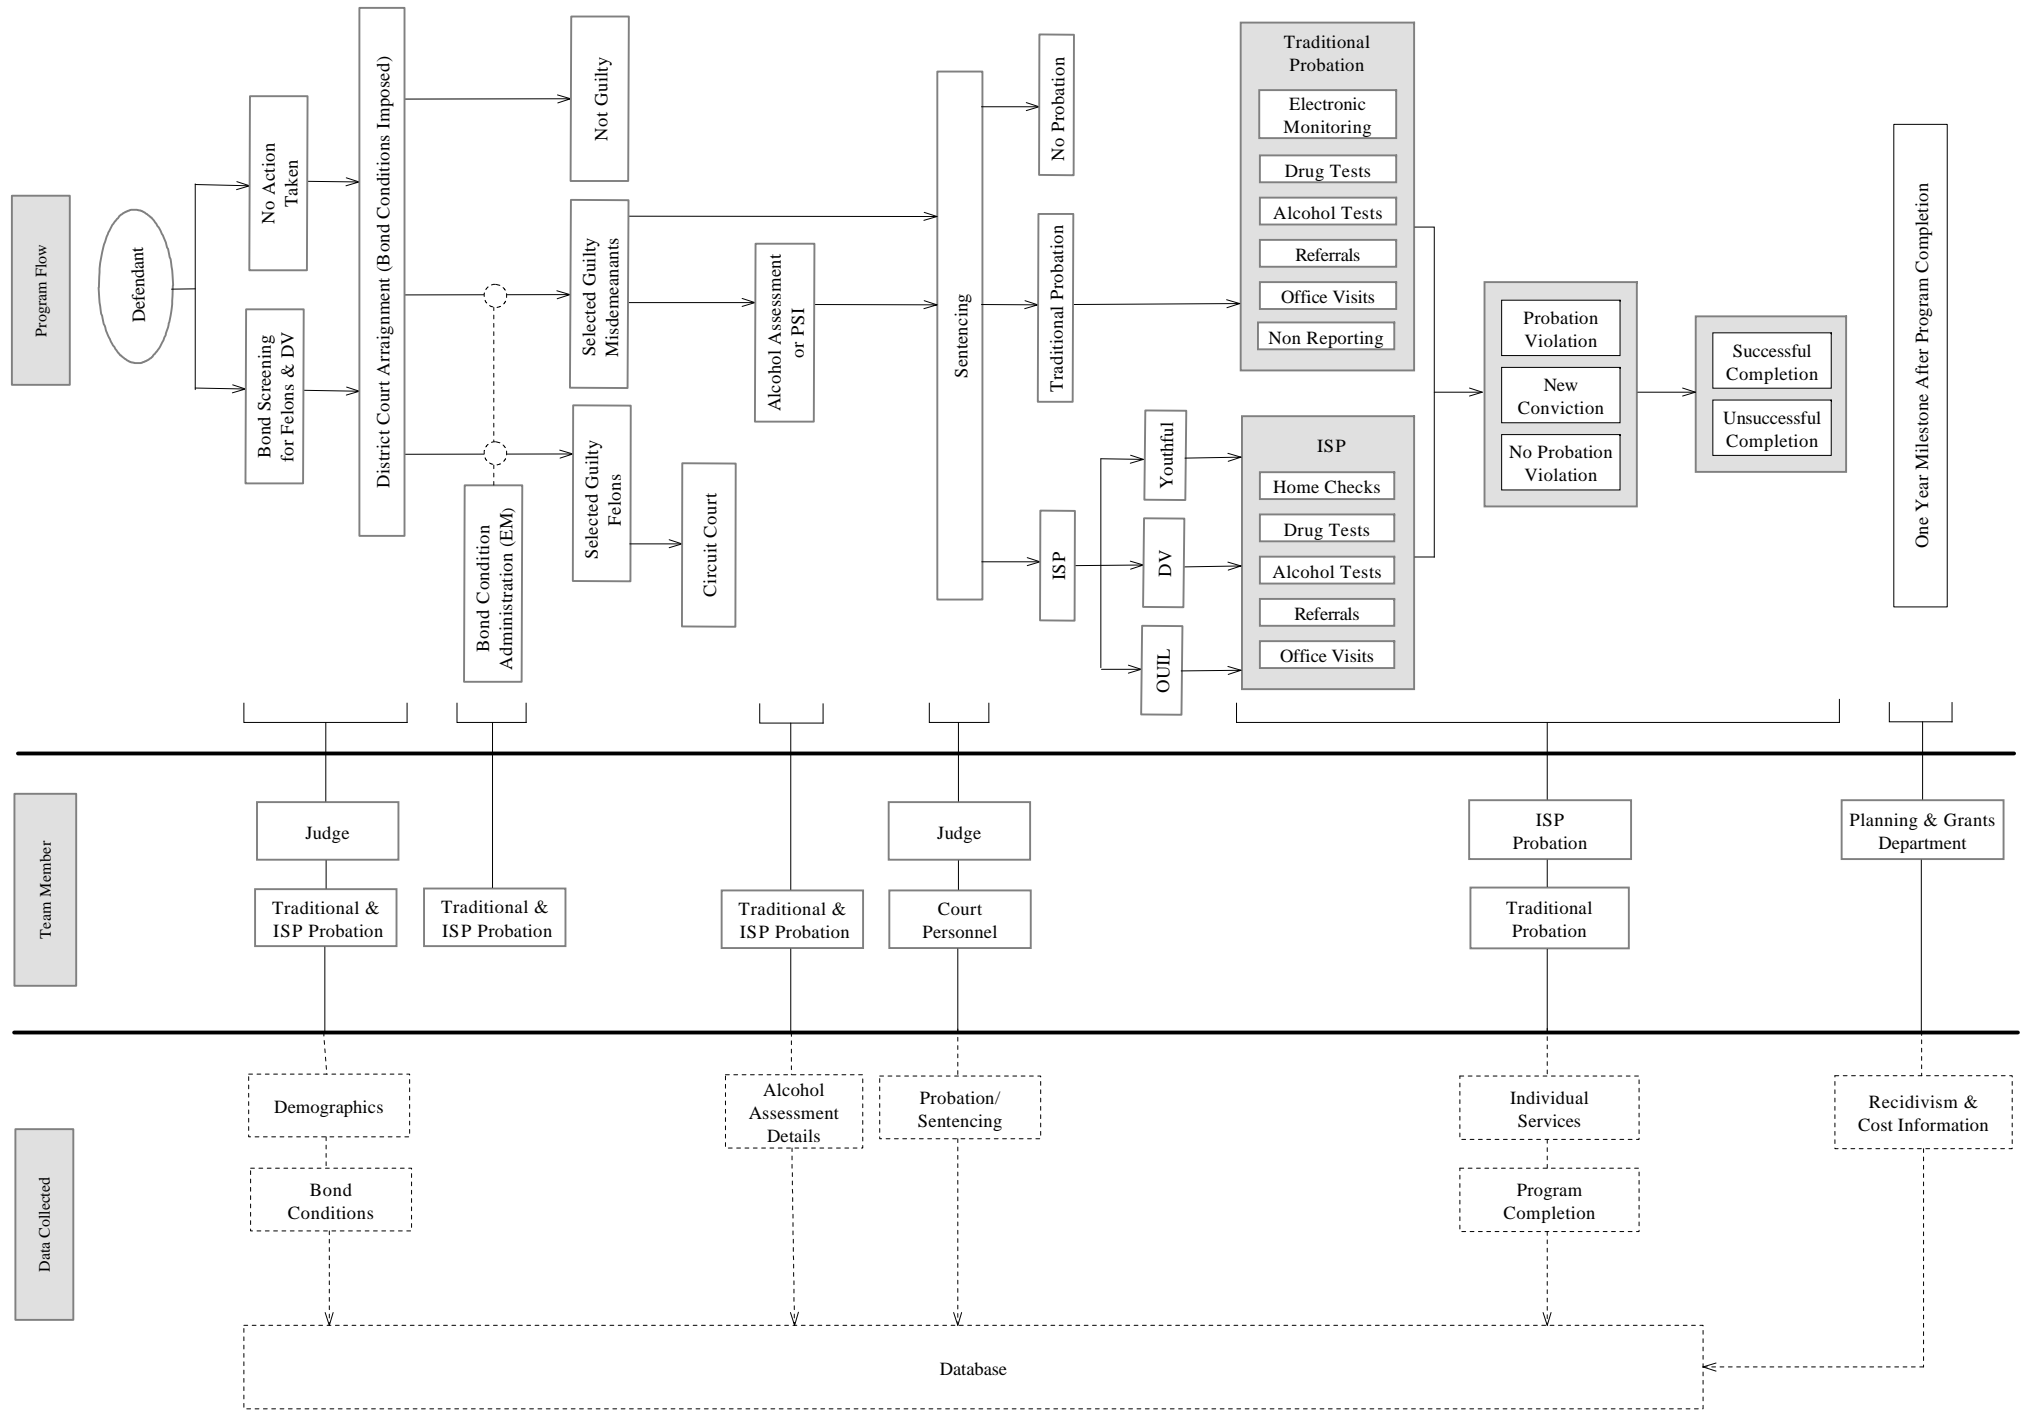 Program Flow
Defendant
No Action
Taken
Bond Screening
for Felons & DV
District Court Arraignment (Bond Conditions Imposed)
Bond Condition
Administration (EM)
Not Guilty
Selected Guilty
Misdemeanants
Selected Guilty
Felons
Circuit Court
Alcohol Assessment
or PSI
Sentencing
No Probation
Traditional Probation
ISP
Youthful
DV
OUIL
Traditional
Probation
Electronic
Monitoring
Drug Tests
Alcohol Tests
Referrals
Office Visits
Non Reporting
ISP
Home Checks
Drug Tests
Alcohol Tests
Referrals
Office Visits
Probation
Violation
New
Conviction
No Probation
Violation
Successful
Completion
Unsuccessful
Completion
One Year Milestone After Program Completion
Team Member
Judge
Traditional &
ISP Probation
Traditional &
ISP Probation
Traditional &
ISP Probation
Judge
Court
Personnel
ISP
Probation
Traditional
Probation
Planning & Grants
Department
Data Collected
Demographics
Bond
Conditions
Alcohol
Assessment
Details
Probation/
Sentencing
Individual
Services
Program
Completion
Recidivism &
Cost Information
Database